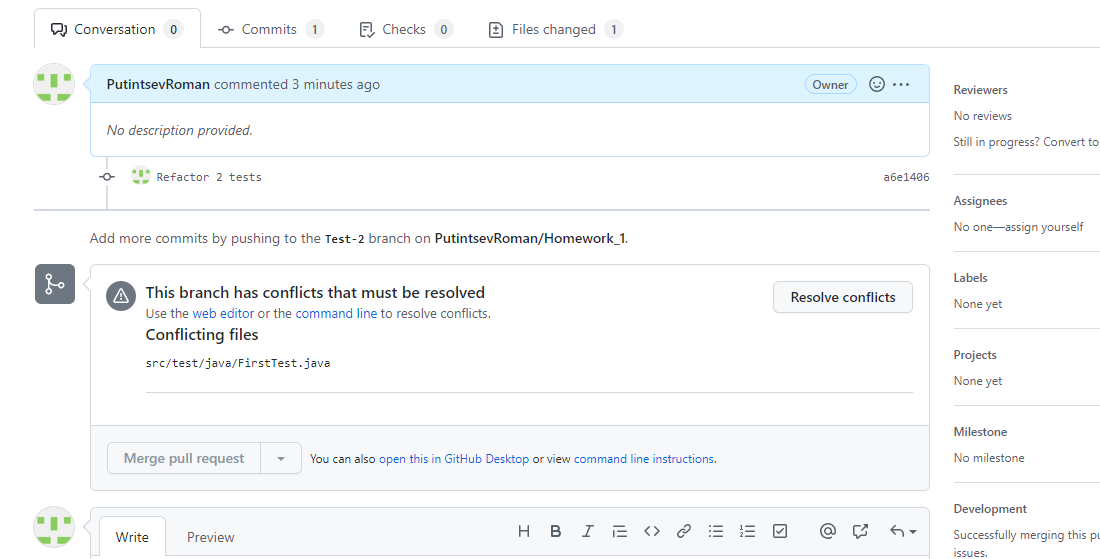 Conversation 0 Commits 1 Checks 0 Files changed 1
PutintsevRoman commented 3 minutes ago Owner
No description provided.
Refactor 2 tests a6e1406
Add more commits by pushing to the Test-2 branch on PutintsevRoman/Homework_1.
This branch has conflicts that must be resolved
Use the web editor or the command line to resolve conflicts.
Resolve conflicts
Conflicting files
src/test/java/FirstTest.java
Merge pull request
You can also open this in GitHub Desktop or view command line instructions.
Write Preview
Reviewers
No reviews
Still in progress? Convert to
Assignees
No one—assign yourself
Labels
None yet
Projects
None yet
Milestone
No milestone
Development
Successfully merging this pu
issues.